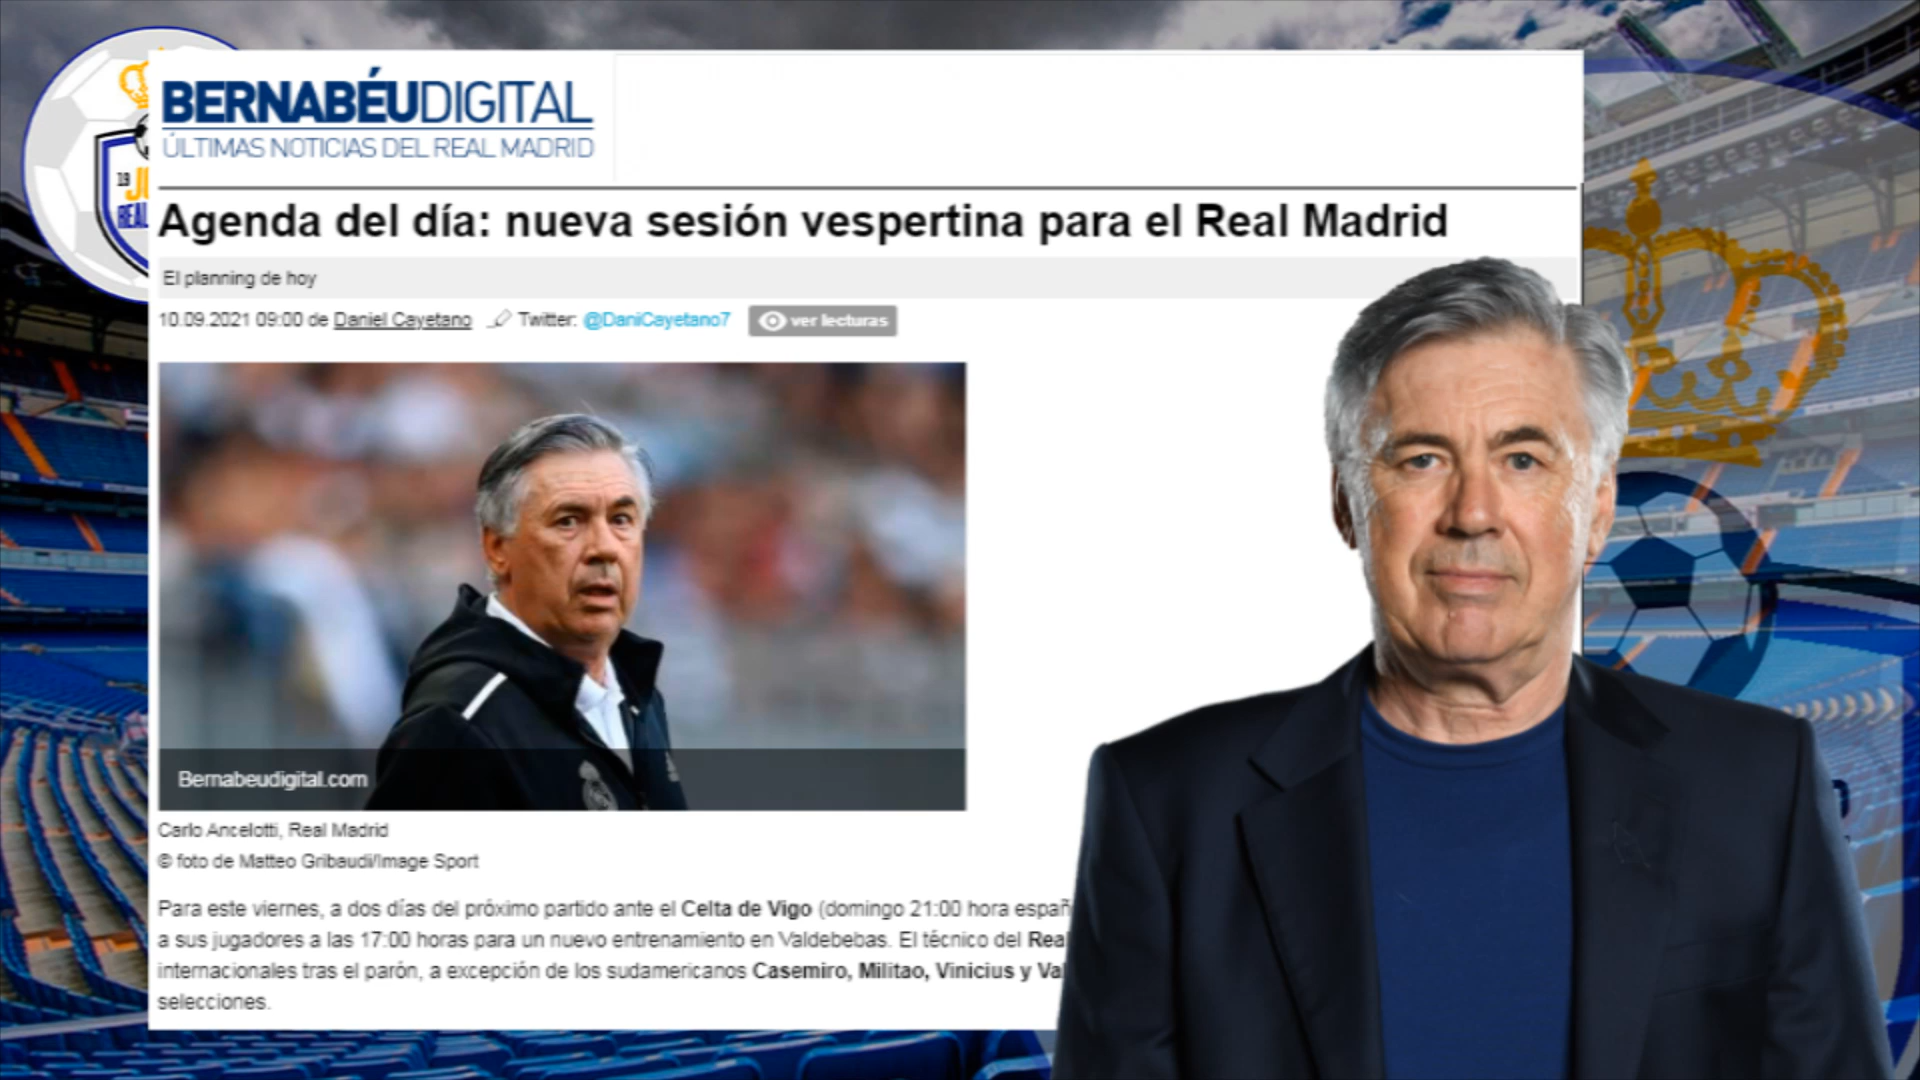 BERNABÉUDIGITAL
ÚLTIMAS NOTICIAS DEL REAL MADRID
Agenda del día: nueva sesión vespertina para el Real Madrid
El planning de hoy
10.09.2021 09:00 de Daniel Cayetano Twitter: @DaniCayetano7 ver lecturas
Bernabeudigital.com
Carlo Ancelotti, Real Madrid
© foto de Matteo Gribaudi/Image Sport
Para este viernes, a dos días del próximo partido ante el Celta de Vigo (domingo 21:00 hora españ
a sus jugadores a las 17:00 horas para un nuevo entrenamiento en Valdebebas. El técnico del Real
internacionales tras el parón, a excepción de los sudamericanos Casemiro, Militao, Vinicius y Va
selecciones.